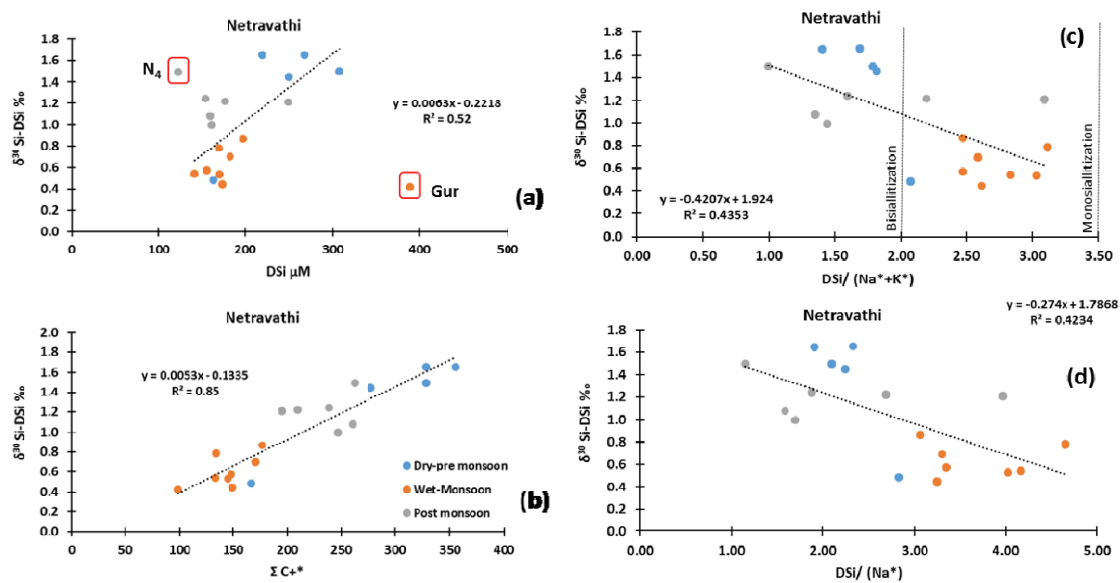 Netravathi
(a)
δ³⁰ Si-DSi ‰
1.8
1.6
1.4
1.2
1.0
0.8
0.6
0.4
0.2
0.0
N₄
y = 0.0063x - 0.2218
R² = 0.52
Gur
0
100
200
300
400
500
DSi µM
Netravathi
(b)
δ³⁰ Si-DSi ‰
2.0
1.8
1.6
1.4
1.2
1.0
0.8
0.6
0.4
0.2
0.0
y = 0.0053x - 0.1335
R² = 0.85
Dry-pre monsoon
Wet-Monsoon
Post monsoon
0
50
100
150
200
250
300
350
400
Σ C+*
Netravathi
(c)
δ³⁰ Si-DSi ‰
1.8
1.6
1.4
1.2
1.0
0.8
0.6
0.4
0.2
0.0
y = -0.4207x + 1.924
R² = 0.4353
Bisiallitization
Monosiallitization
0.00
0.50
1.00
1.50
2.00
2.50
3.00
3.50
DSi/ (Na*+K*)
Netravathi
y = -0.274x + 1.7868
R² = 0.4234
(d)
δ³⁰ Si-DSi ‰
1.8
1.6
1.4
1.2
1.0
0.8
0.6
0.4
0.2
0.0
0.00
1.00
2.00
3.00
4.00
5.00
DSi/ (Na*)